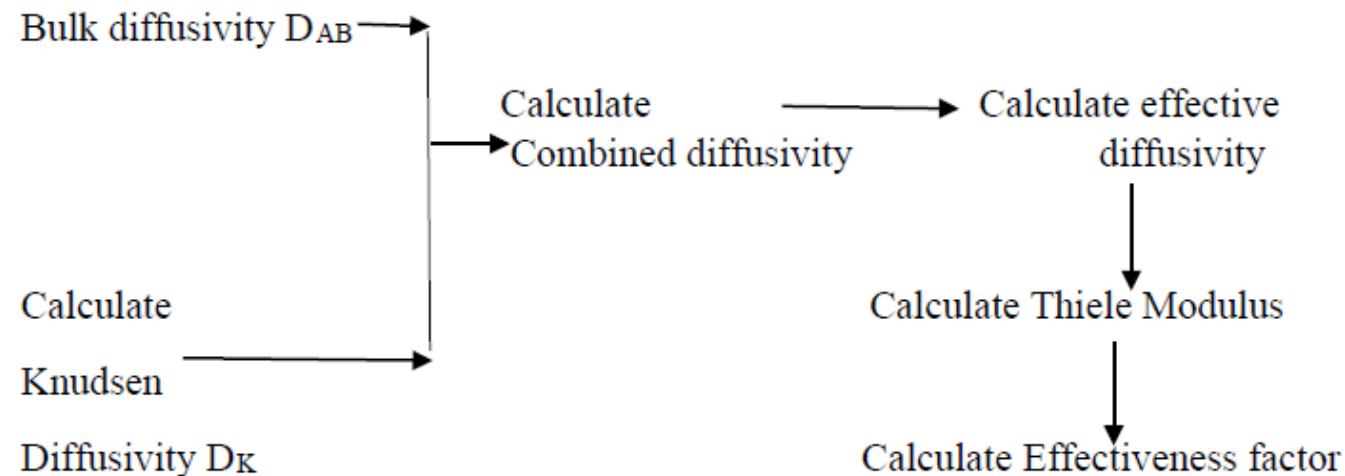 Bulk diffusivity DAB
Calculate
Combined diffusivity
Calculate effective
diffusivity
Calculate
Knudsen
Diffusivity DK
Calculate Thiele Modulus
Calculate Effectiveness factor